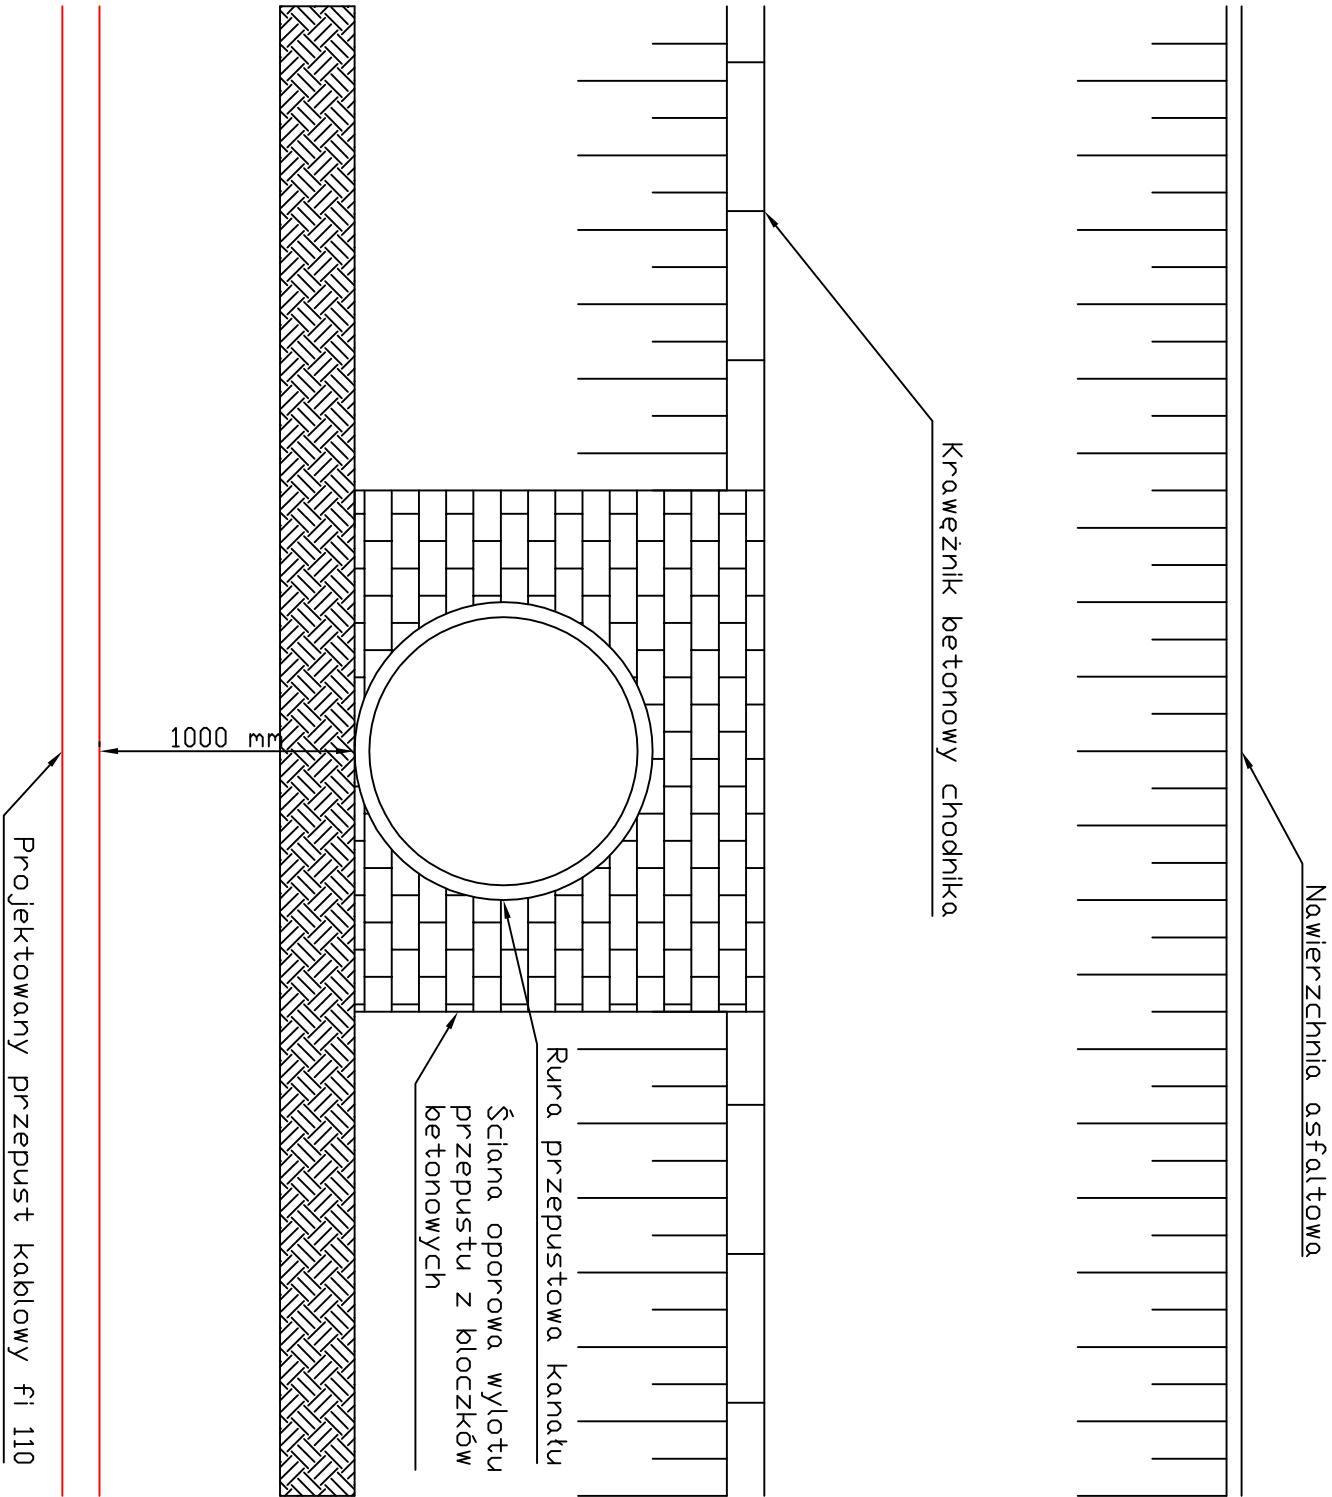 Nawierzchnia asfaltowa
Krawężnik betonowy chodnika
Rura przepustowa kanału
Ściana oporowa wylotu
przepustu z bloczków
betonowych
1000 mm
Projektowany przepust kablowy fi 110